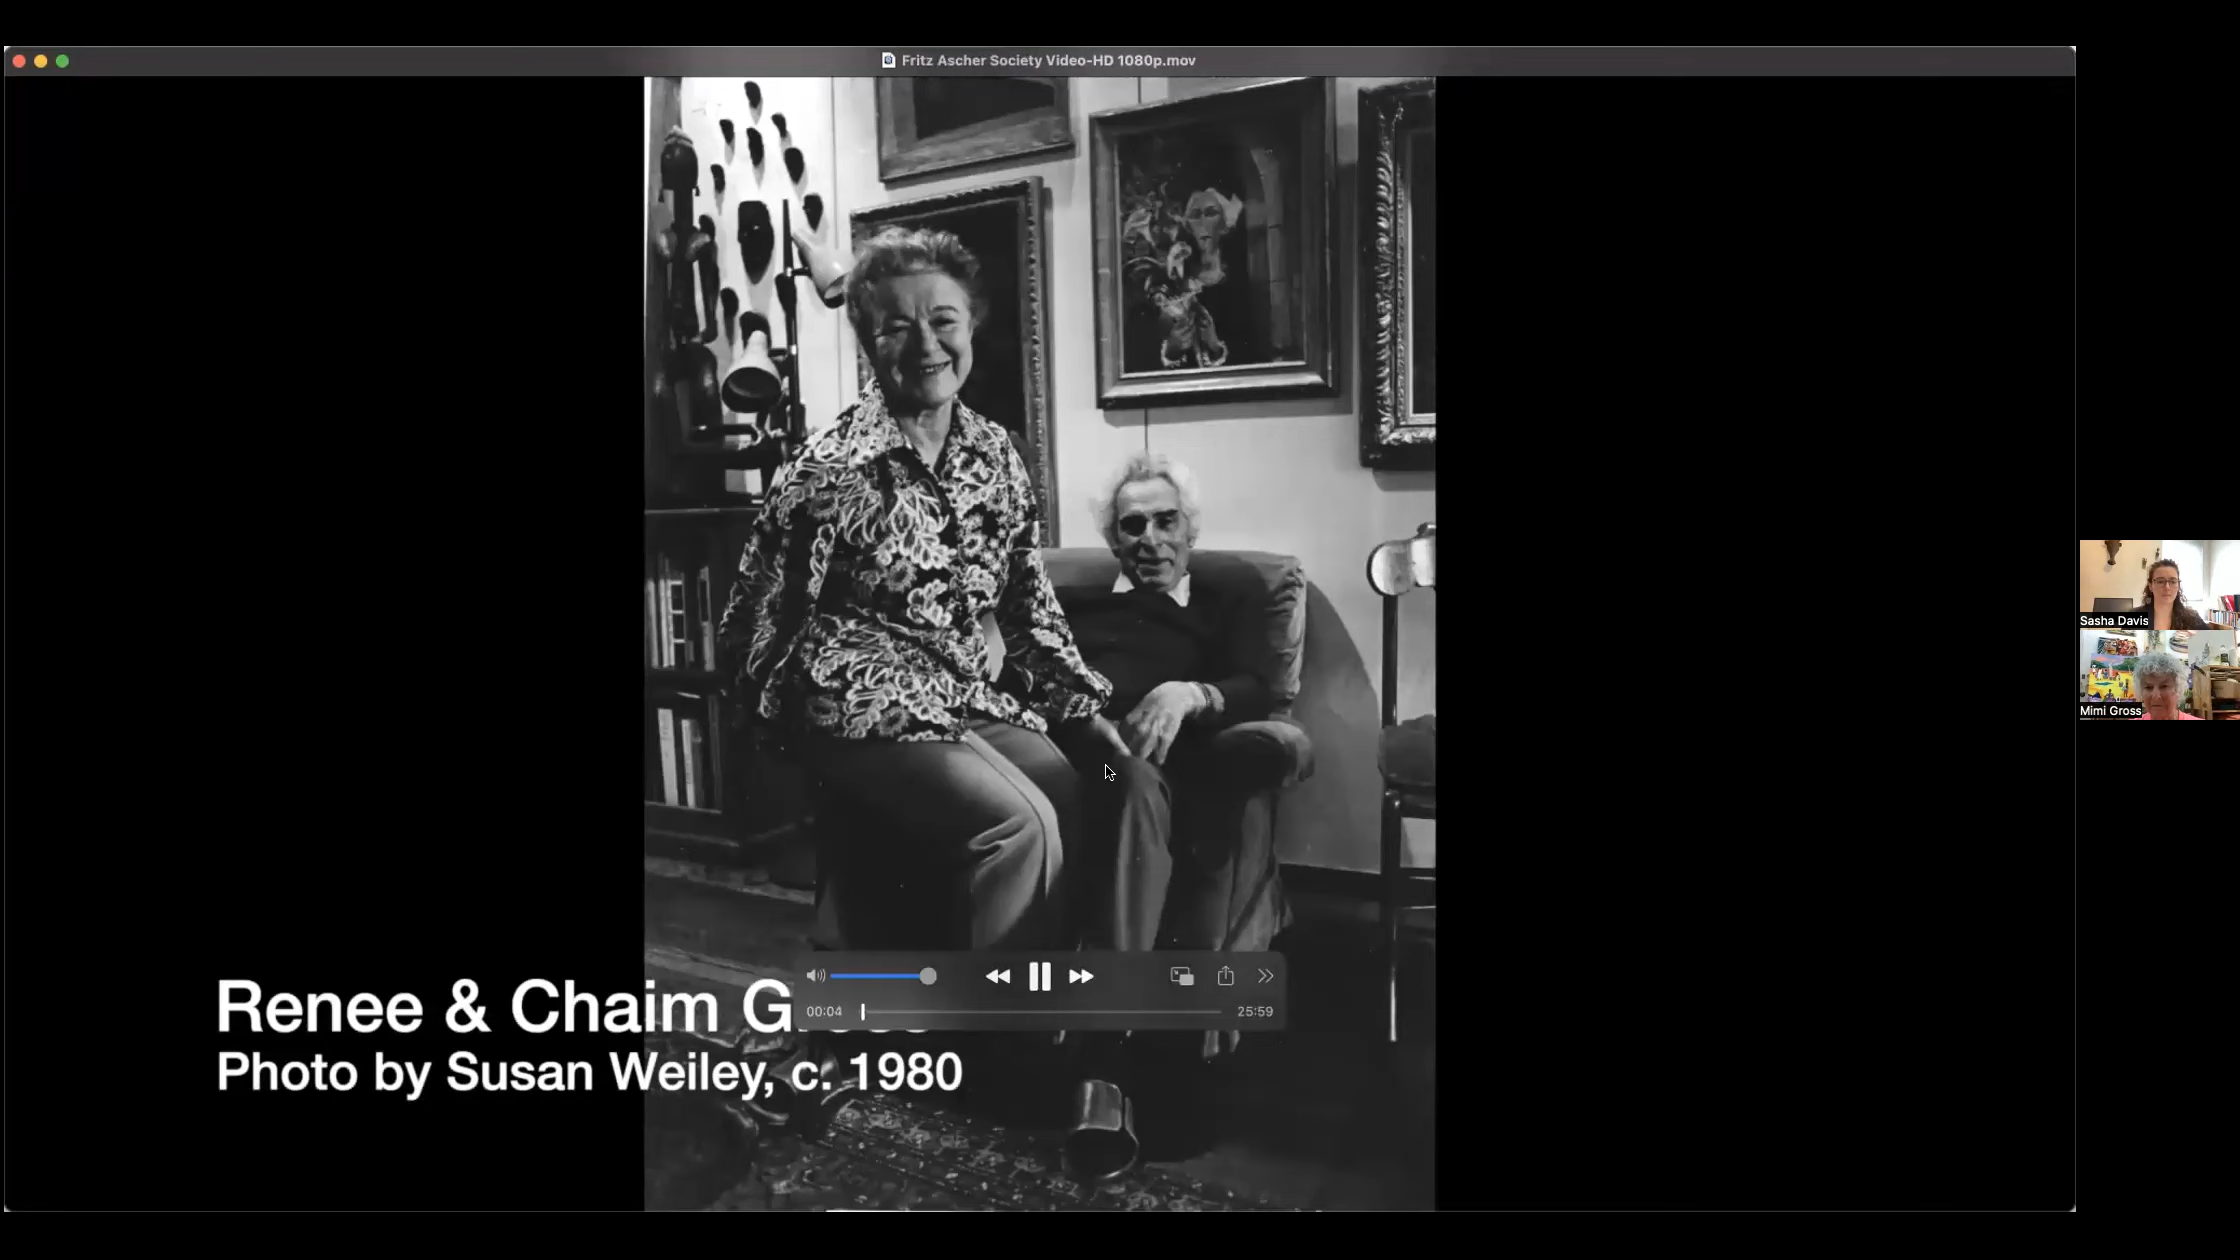 Fritz Ascher Society Video-HD 1080p.mov
Sasha Davis
Mimi Gross
Renee & Chaim
00:04
25:59
Photo by Susan Weiley, c. 1980